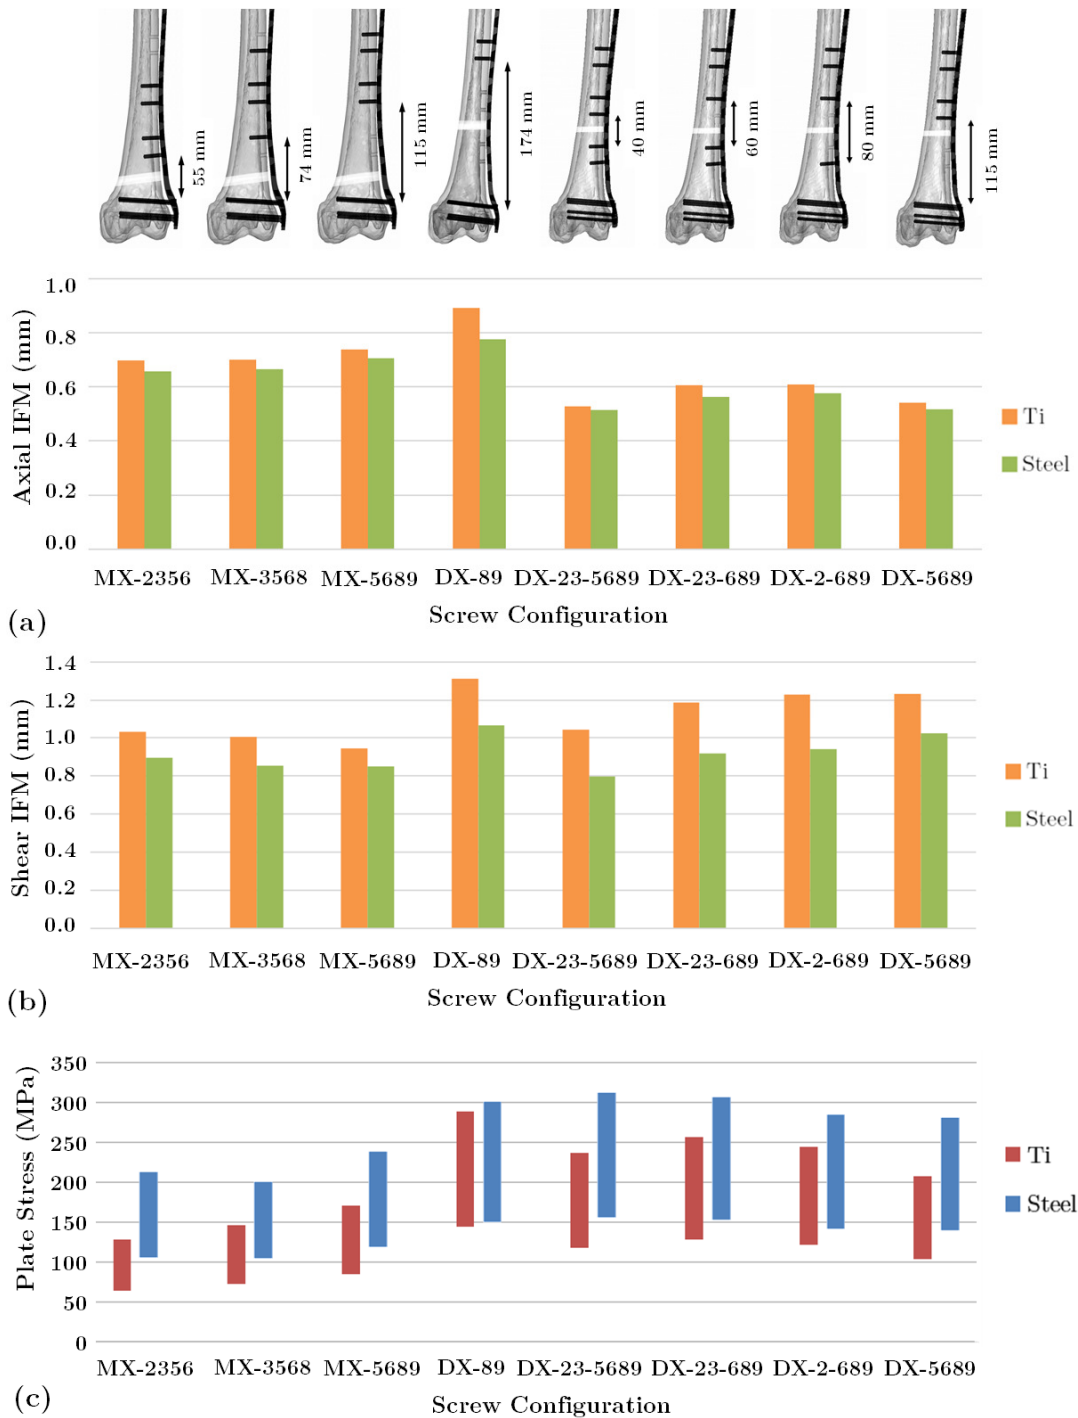 55 mm
74 mm
115 mm
174 mm
40 mm
60 mm
80 mm
115 mm
1.0
0.8
0.6
0.4
0.2
0.0
Axial IFM (mm)
Ti
Steel
MX-2356 MX-3568 MX-5689 DX-89 DX-23-5689 DX-23-689 DX-2-689 DX-5689
Screw Configuration
(a)
1.4
1.2
1.0
0.8
0.6
0.4
0.2
0.0
Shear IFM (mm)
Ti
Steel
MX-2356 MX-3568 MX-5689 DX-89 DX-23-5689 DX-23-689 DX-2-689 DX-5689
Screw Configuration
(b)
350
300
250
200
150
100
50
0
Plate Stress (MPa)
Ti
Steel
MX-2356 MX-3568 MX-5689 DX-89 DX-23-5689 DX-23-689 DX-2-689 DX-5689
Screw Configuration
(c)